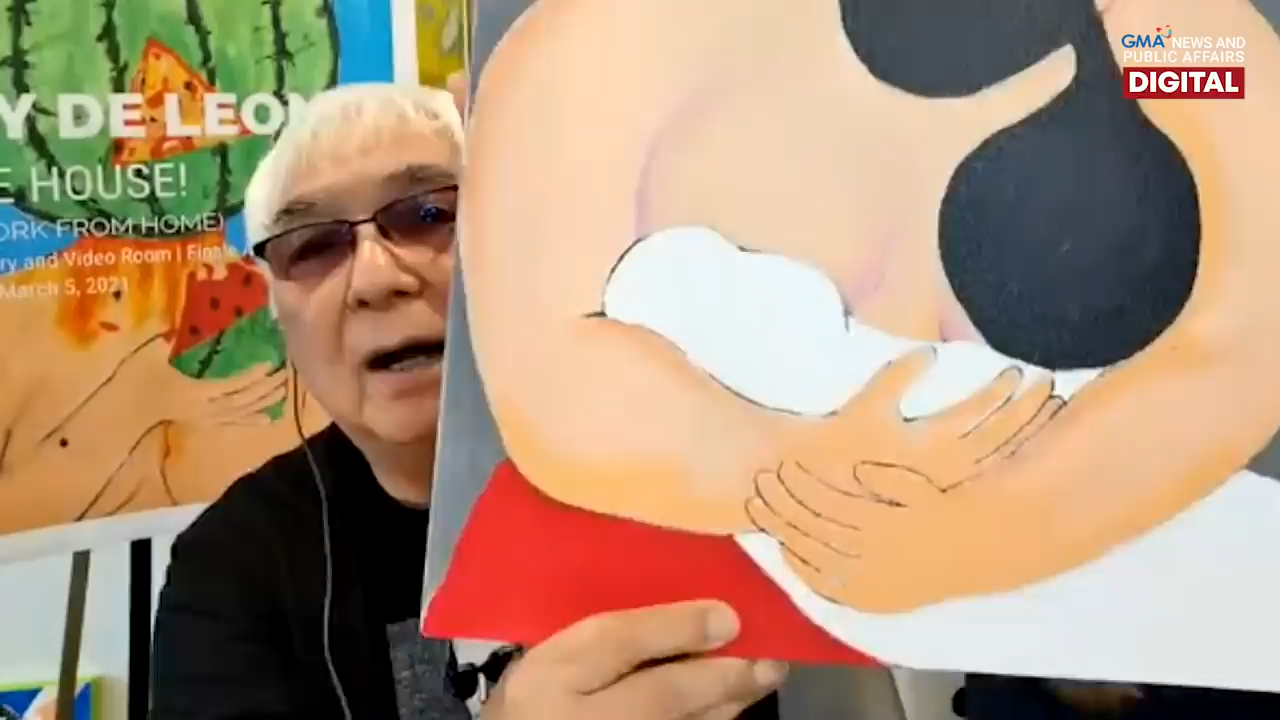 GMA NEWS AND
PUBLIC AFFAIRS
DIGITAL
Y DE LEON
E HOUSE!
ORK FROM HOME)
ry and Video Room | Finale A
March 5, 2021